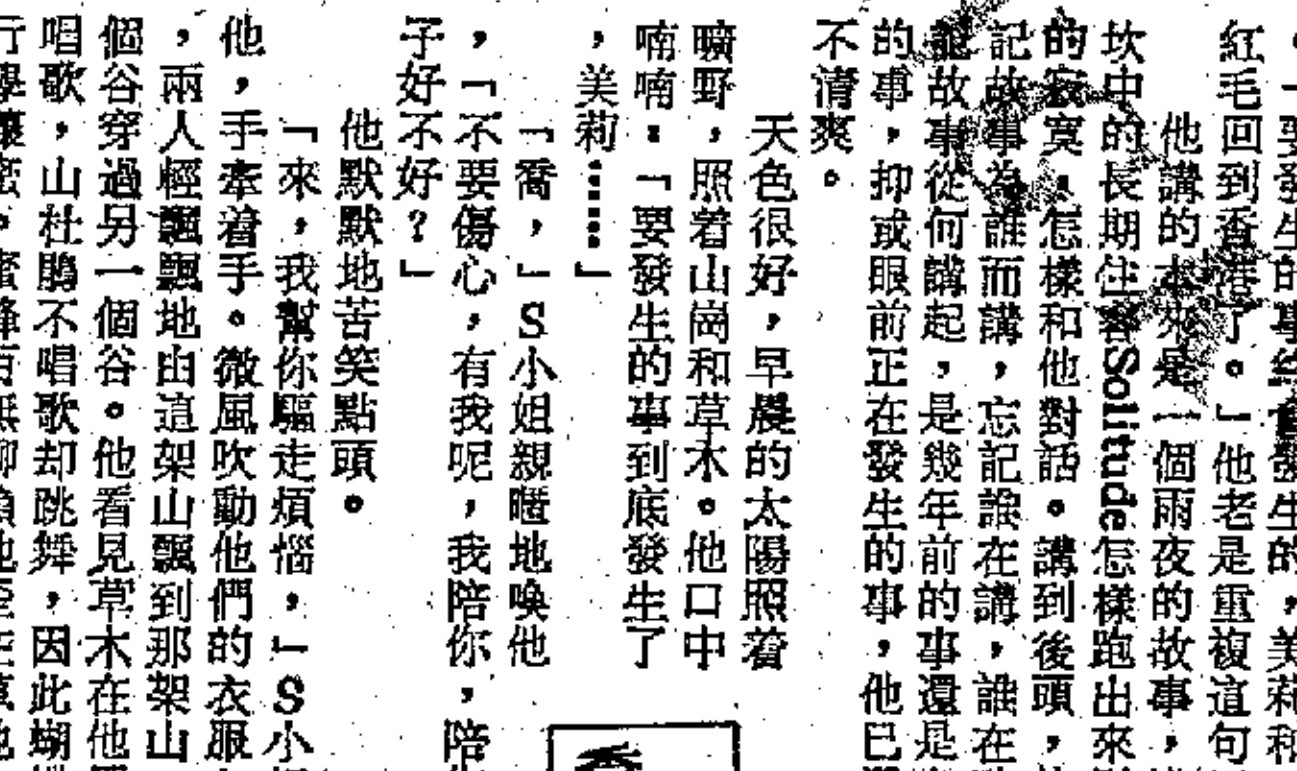 。「要發生的事終會發生的，美莉和
紅毛回到香港了。」他老是重複這句
他講的本來是一個雨夜的故事，
坎中的長期住客Solitude怎樣跑出來
的寂寞，怎樣和他對話。講到後頭，
記故事為誰而講，忘記誰在講，誰在
故事從何講起，是幾年前的事還是
的事，抑或眼前正在發生的事，他已
不清爽。
天色很好，早晨的太陽照着
曠野，照着山崗和草木。他口中
喃喃：「要發生的事到底發生了
，美莉……」
「喬，」S小姐親暱地喚他
，「不要傷心，有我呢，我陪你，陪
子好不好？」
他默默地苦笑點頭。
「來，我幫你驅走煩惱，」S小
他，手牽着手。微風吹動他們的衣服
，兩人輕飄飄地由這架山飄到那架山
個谷穿過另一個谷。他看見草木在他
唱歌，山杜鵑不唱歌却跳舞，因此蝴